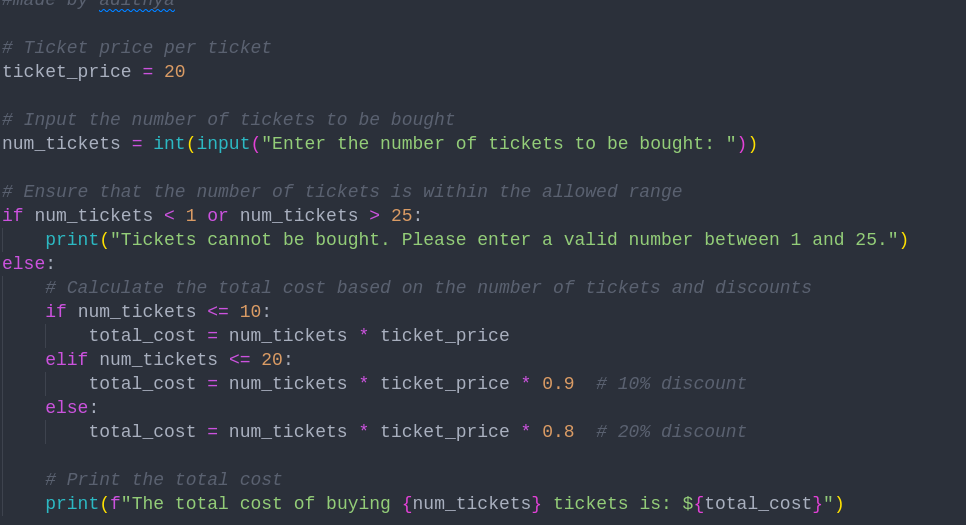 #made by adithya
# Ticket price per ticket
ticket_price = 20
# Input the number of tickets to be bought
num_tickets = int(input("Enter the number of tickets to be bought: "))
# Ensure that the number of tickets is within the allowed range
if num_tickets < 1 or num_tickets > 25:
    print("Tickets cannot be bought. Please enter a valid number between 1 and 25.")
else:
    # Calculate the total cost based on the number of tickets and discounts
    if num_tickets <= 10:
        total_cost = num_tickets * ticket_price
    elif num_tickets <= 20:
        total_cost = num_tickets * ticket_price * 0.9  # 10% discount
    else:
        total_cost = num_tickets * ticket_price * 0.8  # 20% discount
    # Print the total cost
    print(f"The total cost of buying {num_tickets} tickets is: ${total_cost}")